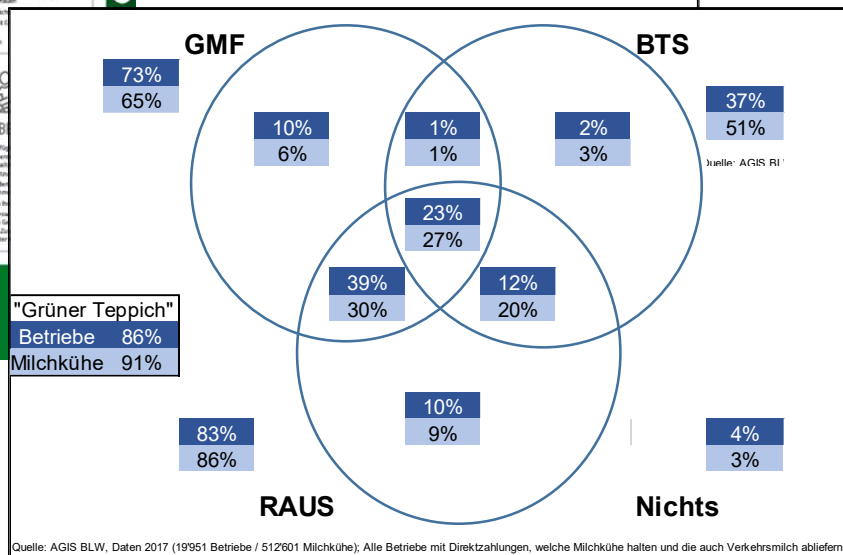 GMF
BTS
73%
65%
37%
51%
10%
6%
1%
1%
2%
3%
Quelle: AGIS
23%
27%
39%
30%
12%
20%
"Grüner Teppich"
Betriebe 86%
Milchkühe 91%
10%
9%
83%
86%
4%
3%
RAUS
Nichts
Quelle: AGIS BLW, Daten 2017 (19'951 Betriebe / 512'601 Milchkühe); Alle Betriebe mit Direktzahlungen, welche Milchkühe halten und die auch Verkehrsmilch abliefern